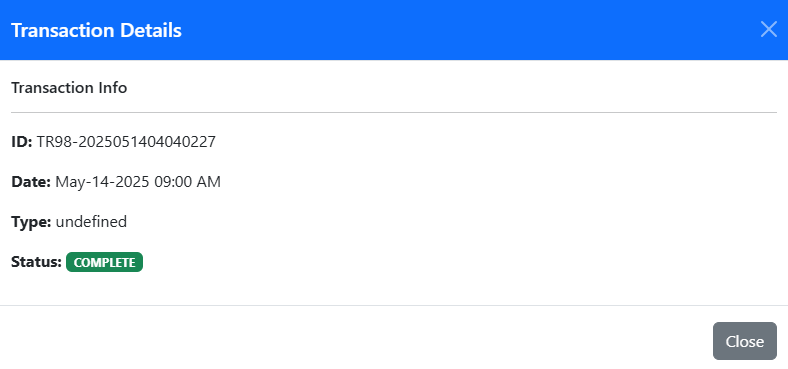 Transaction Details
Transaction Info
ID: TR98-2025051404040227
Date: May-14-2025 09:00 AM
Type: undefined
Status: COMPLETE
Close